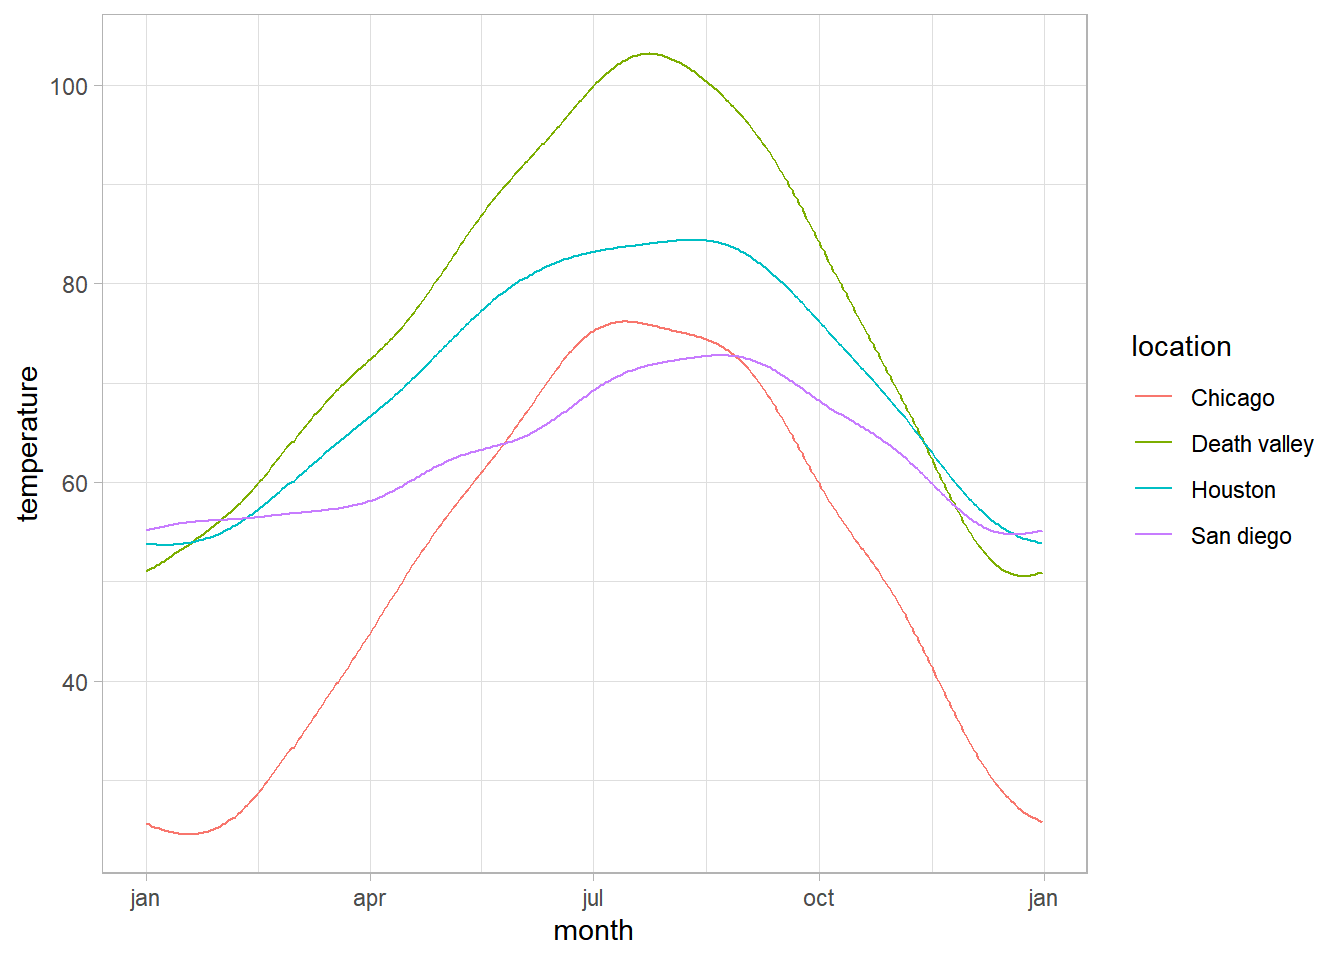 temperature
100
80
60
40
jan
apr
jul
oct
jan
month
location
Chicago
Death valley
Houston
San diego